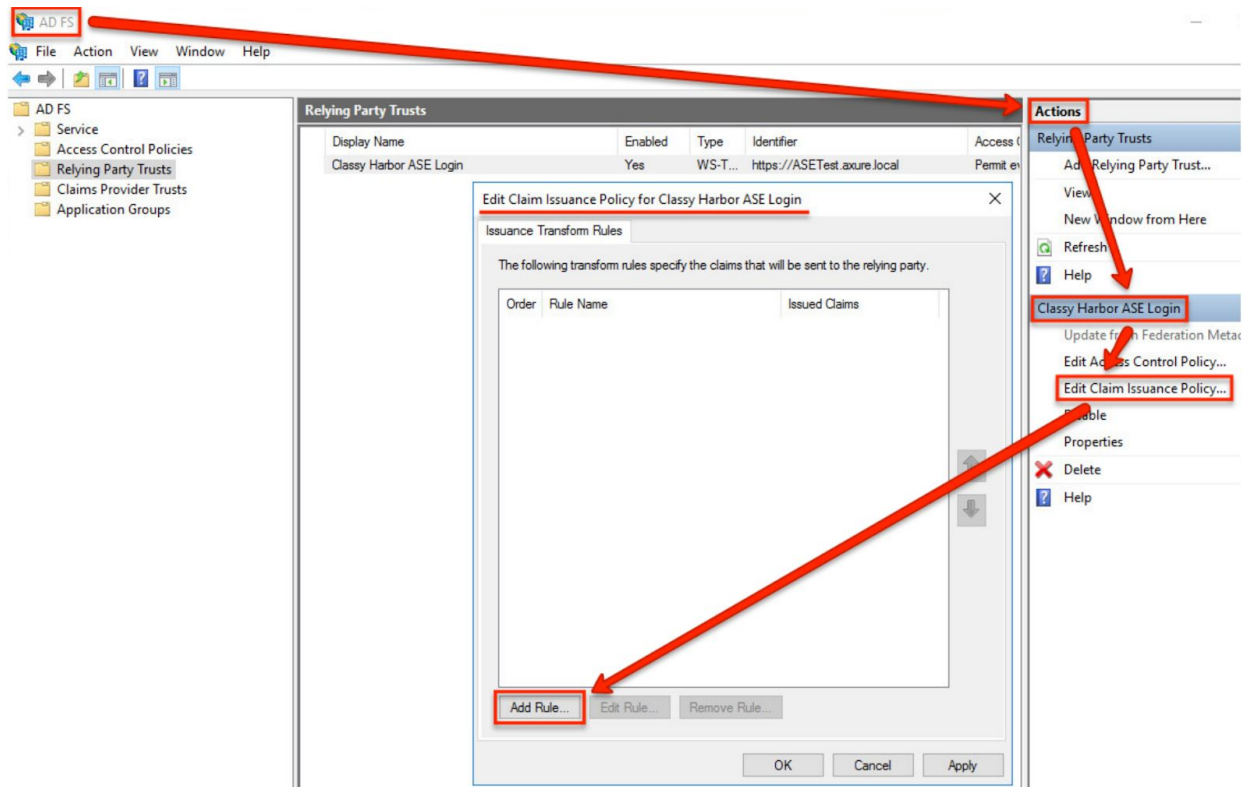 AD FS
File Action View Window Help
AD FS
Service
Access Control Policies
Relying Party Trusts
Claims Provider Trusts
Application Groups
Relying Party Trusts
Display Name Enabled Type Identifier Access
Classy Harbor ASE Login Yes WS-T... https://ASETest.axure.local Permit
Edit Claim Issuance Policy for Classy Harbor ASE Login
Issuance Transform Rules
The following transform rules specify the claims that will be sent to the relying party.
Order Rule Name Issued Claims
Add Rule... Edit Rule... Remove Rule...
OK Cancel Apply
Actions
Relying Party Trusts
Add Relying Party Trust...
View
New Window from Here
Refresh
Help
Classy Harbor ASE Login
Update from Federation
Edit Access Control Policy...
Edit Claim Issuance Policy...
Disable
Properties
Delete
Help